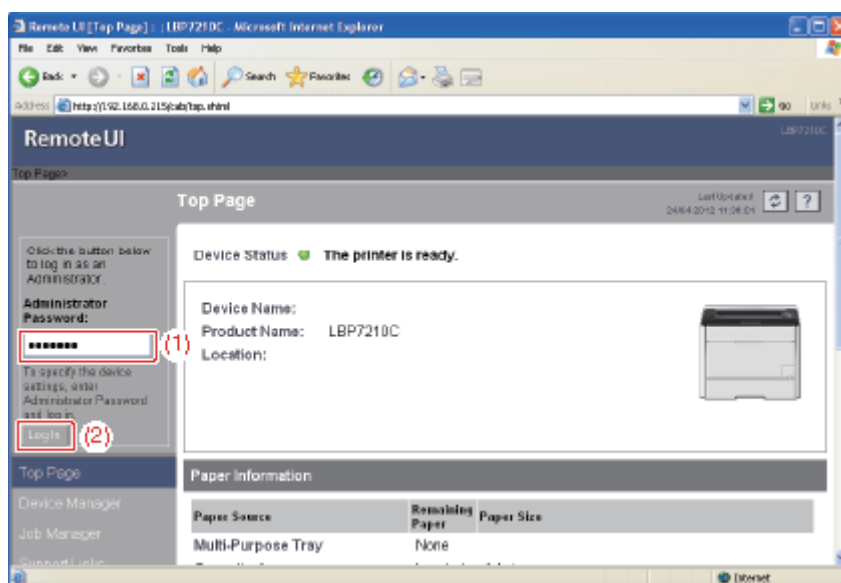 Remote UI [Top Page] : : LBP7210C - Microsoft Internet Explorer
File Edit View Favorites Tools Help
Back Search Favorites
Address http://192.168.0.215/cab/top.shtml Go Links
Remote UI
LBP7210C
Top Page>
Top Page
Last Updated
24/04/2012 11:36:01
?
Click the button below
to log in as an
Administrator.
Administrator
Password:
•••••••
(1)
To specify the device
settings, enter
Administrator Password
and log in.
Log In
(2)
Top Page
Device Manager
Job Manager
Support Links
Device Status The printer is ready.
Device Name:
Product Name: LBP7210C
Location:
Paper Information
Paper Source Remaining Paper Paper Size
Multi-Purpose Tray None
Internet